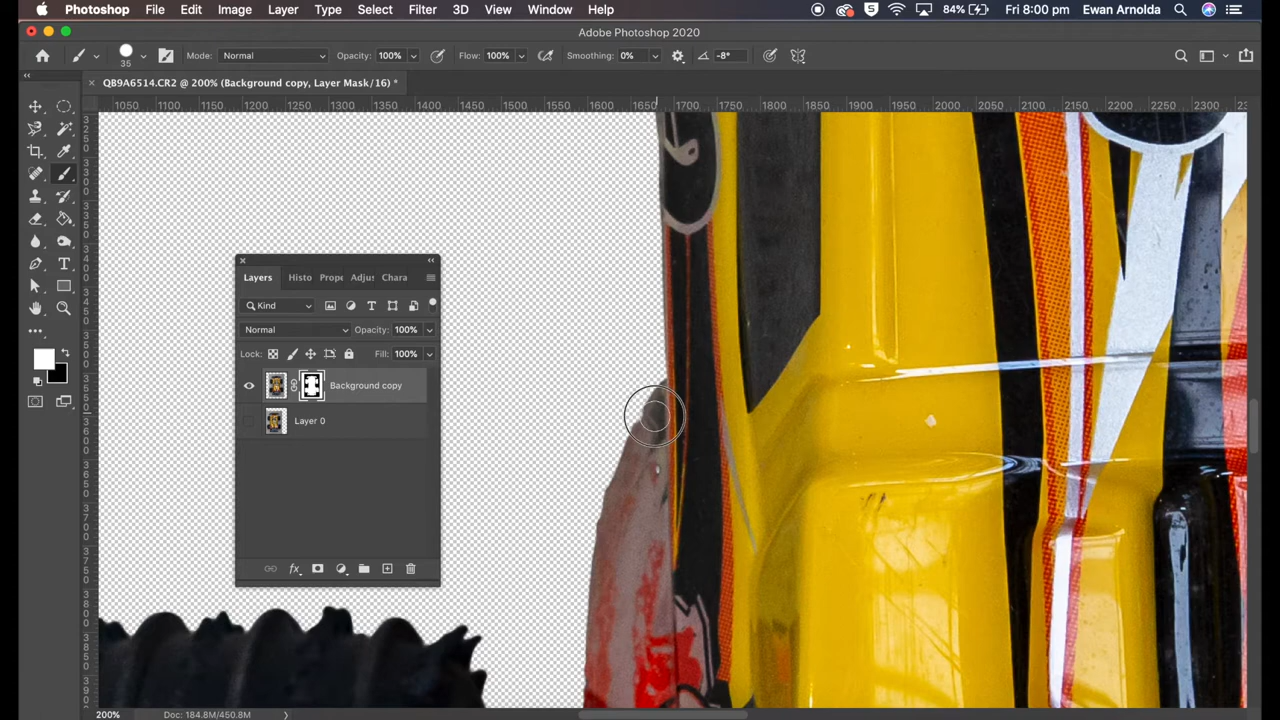 Photoshop File Edit Image Layer Type Select Filter 3D View Window Help 84% Fri 8:00 pm Ewan Arnolda
Adobe Photoshop 2020
35 Mode: Normal Opacity: 100% Flow: 100% Smoothing: 0% -8°
QB9A6514.CR2 @ 200% (Background copy, Layer Mask/16) *
1050 1100 1150 1200 1250 1300 1350 1400 1450 1500 1550 1600 1650 1700 1750 1800 1850 1900 1950 2000 2050 2100 2150 2200 2250 2300
Layers Histo Prope Adju Chara
Kind
Normal Opacity: 100%
Lock: Fill: 100%
Background copy
Layer 0
fx
200% Doc: 184.8M/450.8M